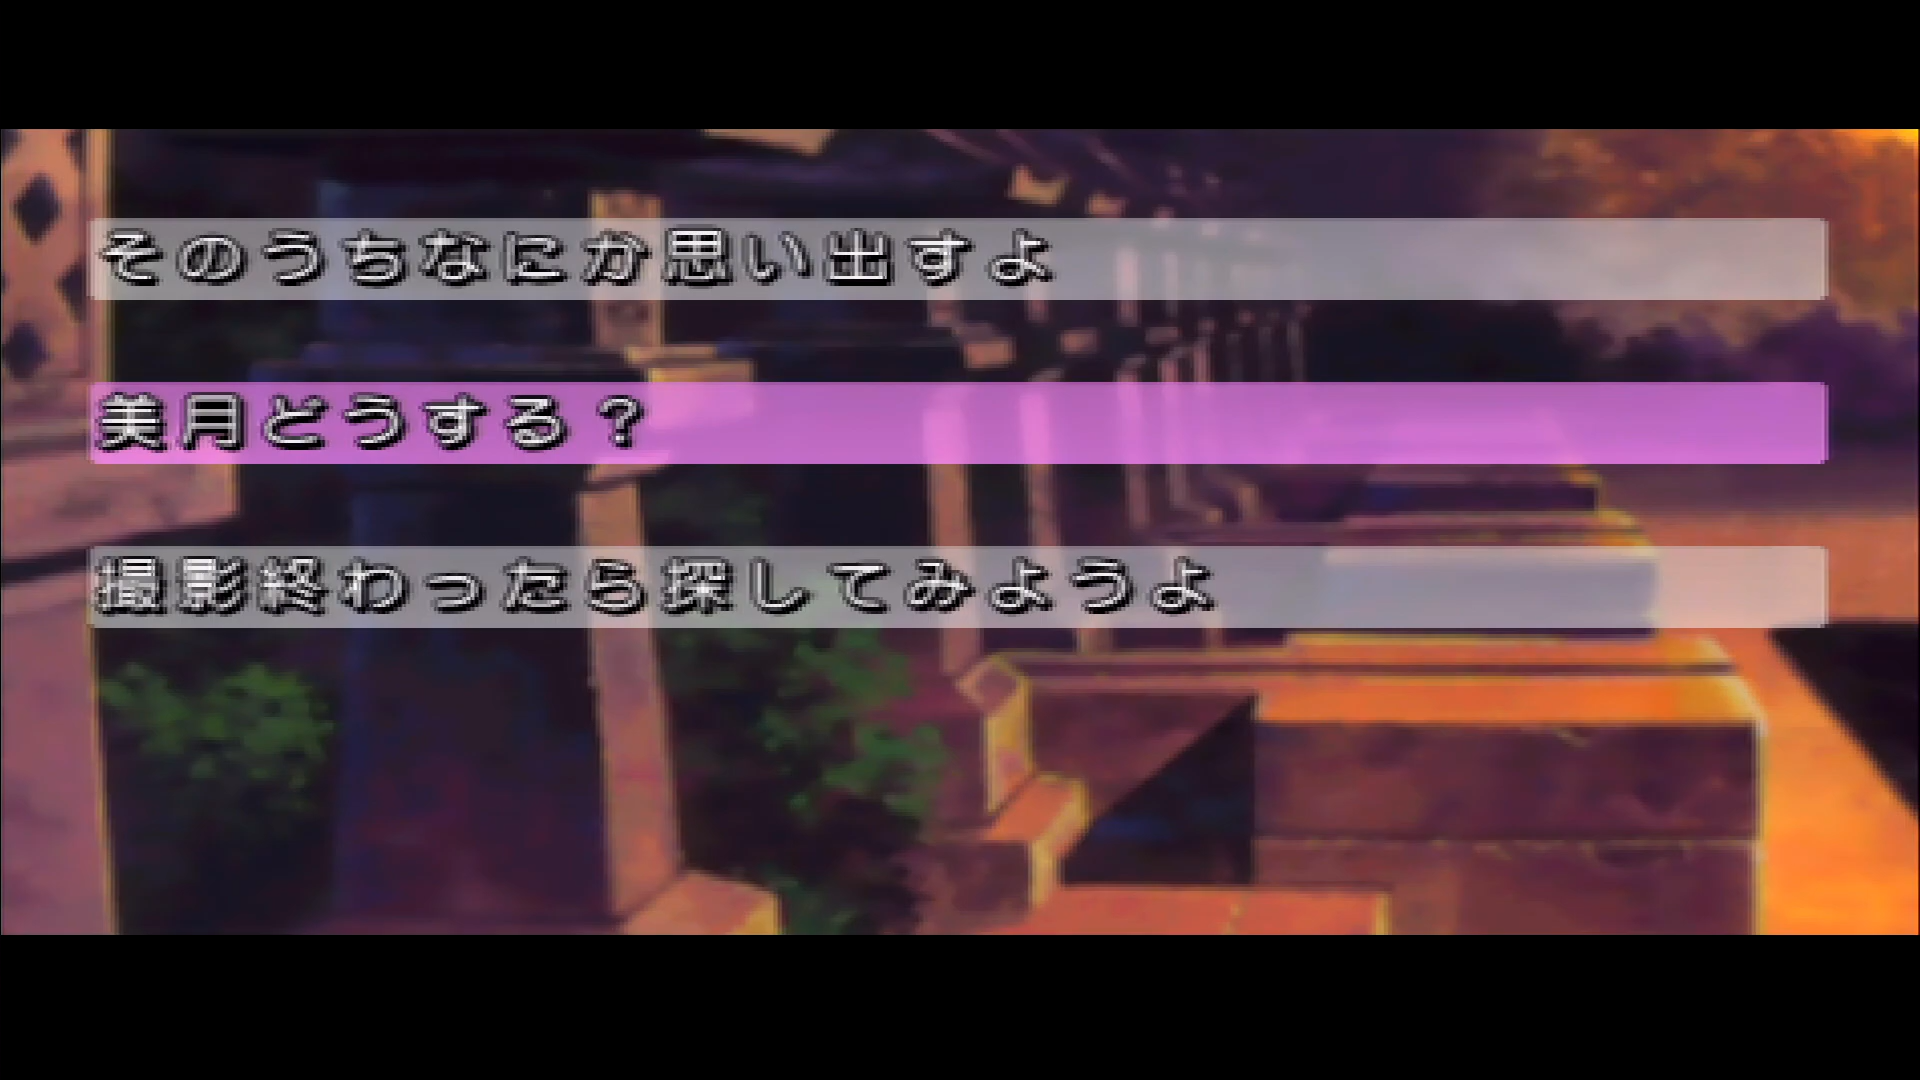 そのうちなにか思い出すよ
美月どうする？
撮影終わったら探してみようよ